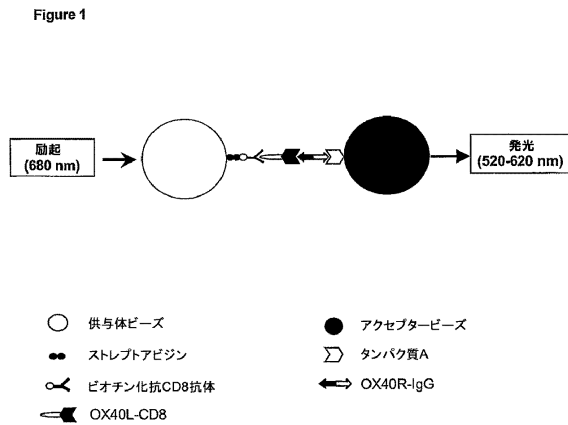 Figure 1
励起
(680 nm)
発光
(520-620 nm)
供与体ビーズ
アクセプタービーズ
ストレプトアビジン
タンパク質A
ビオチン化抗CD8抗体
OX40R-IgG
OX40L-CD8